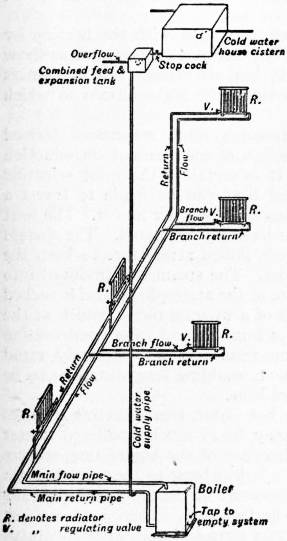 Overflow
Combined feed &
expansion tank
Stop cock
Cold water
house cistern
V.
R.
Return
Flow
Branch
flow
V.
R.
Branch return
R.
Branch flow
V.
R.
Branch return
R.
Return
Flow
Cold water
supply pipe
Main flow pipe
Main return pipe
Boiler
Tap to
empty system
R. denotes radiator
V. „ regulating valve